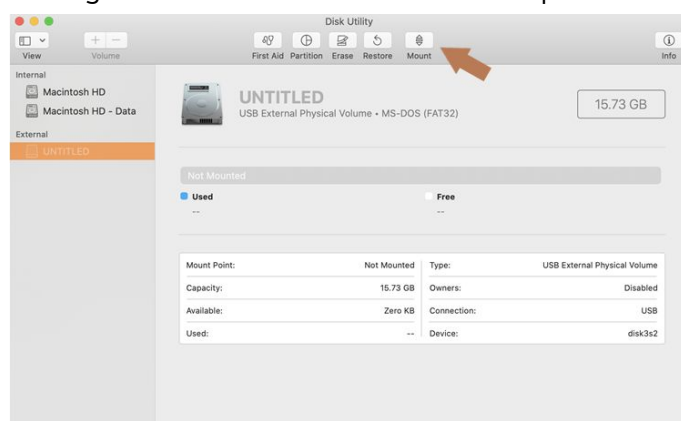 Disk Utility
View Volume First Aid Partition Erase Restore Mount Info
Internal
Macintosh HD
Macintosh HD - Data
External
UNTITLED
UNTITLED
USB External Physical Volume • MS-DOS (FAT32)
15.73 GB
Not Mounted
Used Free
-- --
Mount Point: Not Mounted Type: USB External Physical Volume
Capacity: 15.73 GB Owners: Disabled
Available: Zero KB Connection: USB
Used: -- Device: disk3s2